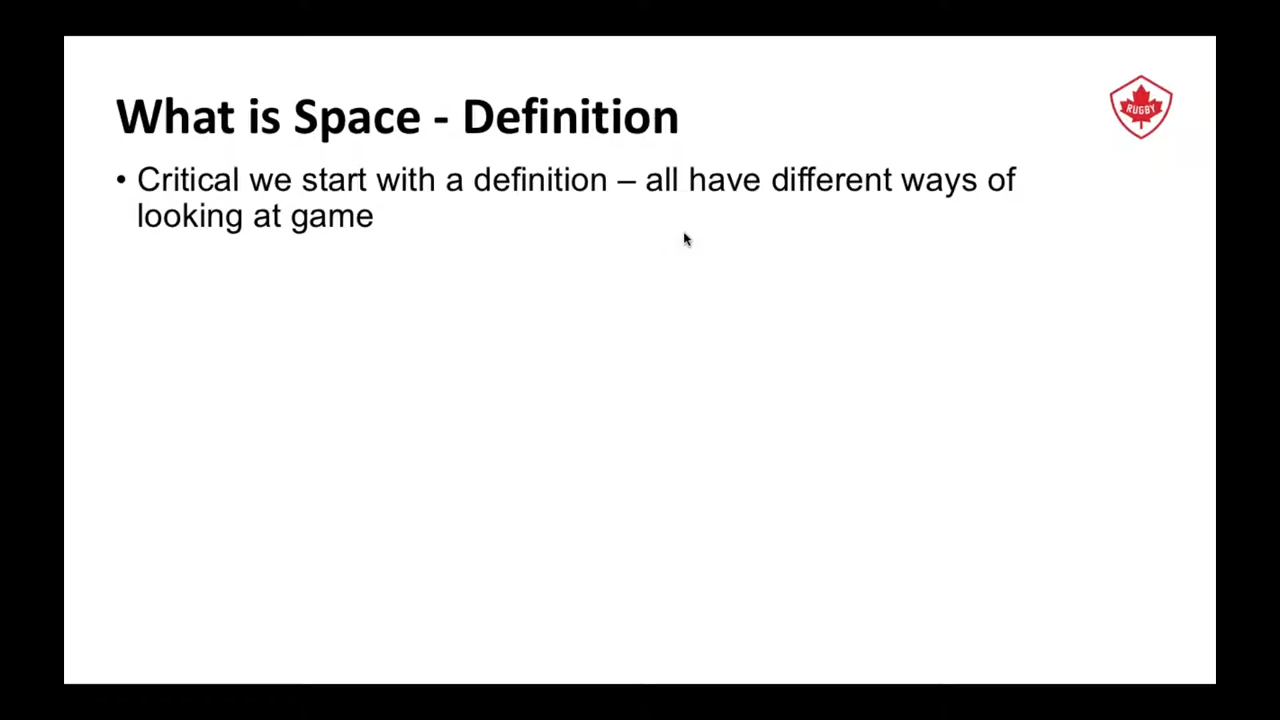 What is Space - Definition
RUGBY
• Critical we start with a definition – all have different ways of
looking at game